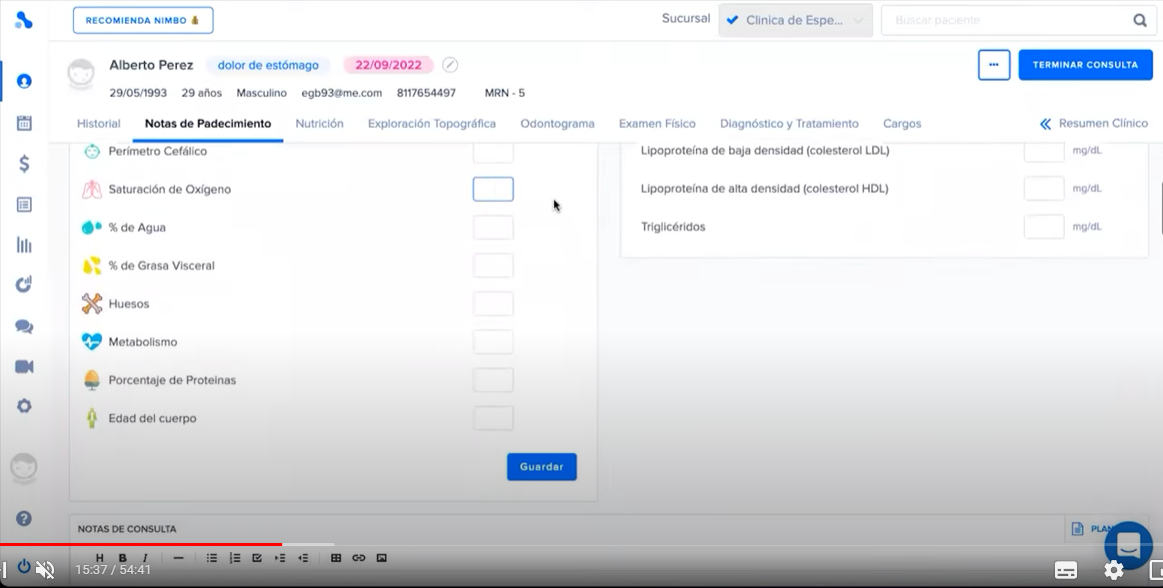 RECOMIENDA NIMBO
Sucursal
Clinica de Espe...
Buscar paciente
Alberto Perez
dolor de estómago
22/09/2022
...
TERMINAR CONSULTA
29/05/1993
29 años
Masculino
egb93@me.com
8117654497
MRN - 5
Historial
Notas de Padecimiento
Nutrición
Exploración Topográfica
Odontograma
Examen Físico
Diagnóstico y Tratamiento
Cargos
Resumen Clínico
Perímetro Cefálico
Saturación de Oxígeno
% de Agua
% de Grasa Visceral
Huesos
Metabolismo
Porcentaje de Proteinas
Edad del cuerpo
Guardar
Lipoproteína de baja densidad (colesterol LDL)
mg/dL
Lipoproteína de alta densidad (colesterol HDL)
mg/dL
Triglicéridos
mg/dL
NOTAS DE CONSULTA
H B I
15:37 / 54:41